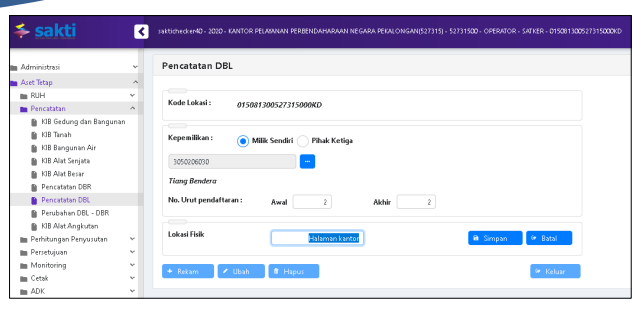 sakti
saktichecker40 - 2020 - KANTOR PELAYANAN PERBENDAHARAAN NEGARA PEKALONGAN(527315) - 52731500 - OPERATOR - SATKER - 015081300527315000KD
Administrasi
Aset Tetap
RUH
Pencatatan
KIB Gedung dan Bangunan
KIB Tanah
KIB Bangunan Air
KIB Alat Senjata
KIB Alat Besar
Pencatatan DBR
Pencatatan DBL
Perubahan DBL - DBR
KIB Alat Angkutan
Perhitungan Penyusutan
Persetujuan
Monitoring
Cetak
ADK
Pencatatan DBL
Kode Lokasi : 015081300527315000KD
Kepemilikan : Milik Sendiri Pihak Ketiga
3050206030 ...
Tiang Bendera
No. Urut pendaftaran : Awal 2 Akhir 2
Lokasi Fisik Halaman kantor Simpan Batal
+ Rekam Ubah Hapus Keluar